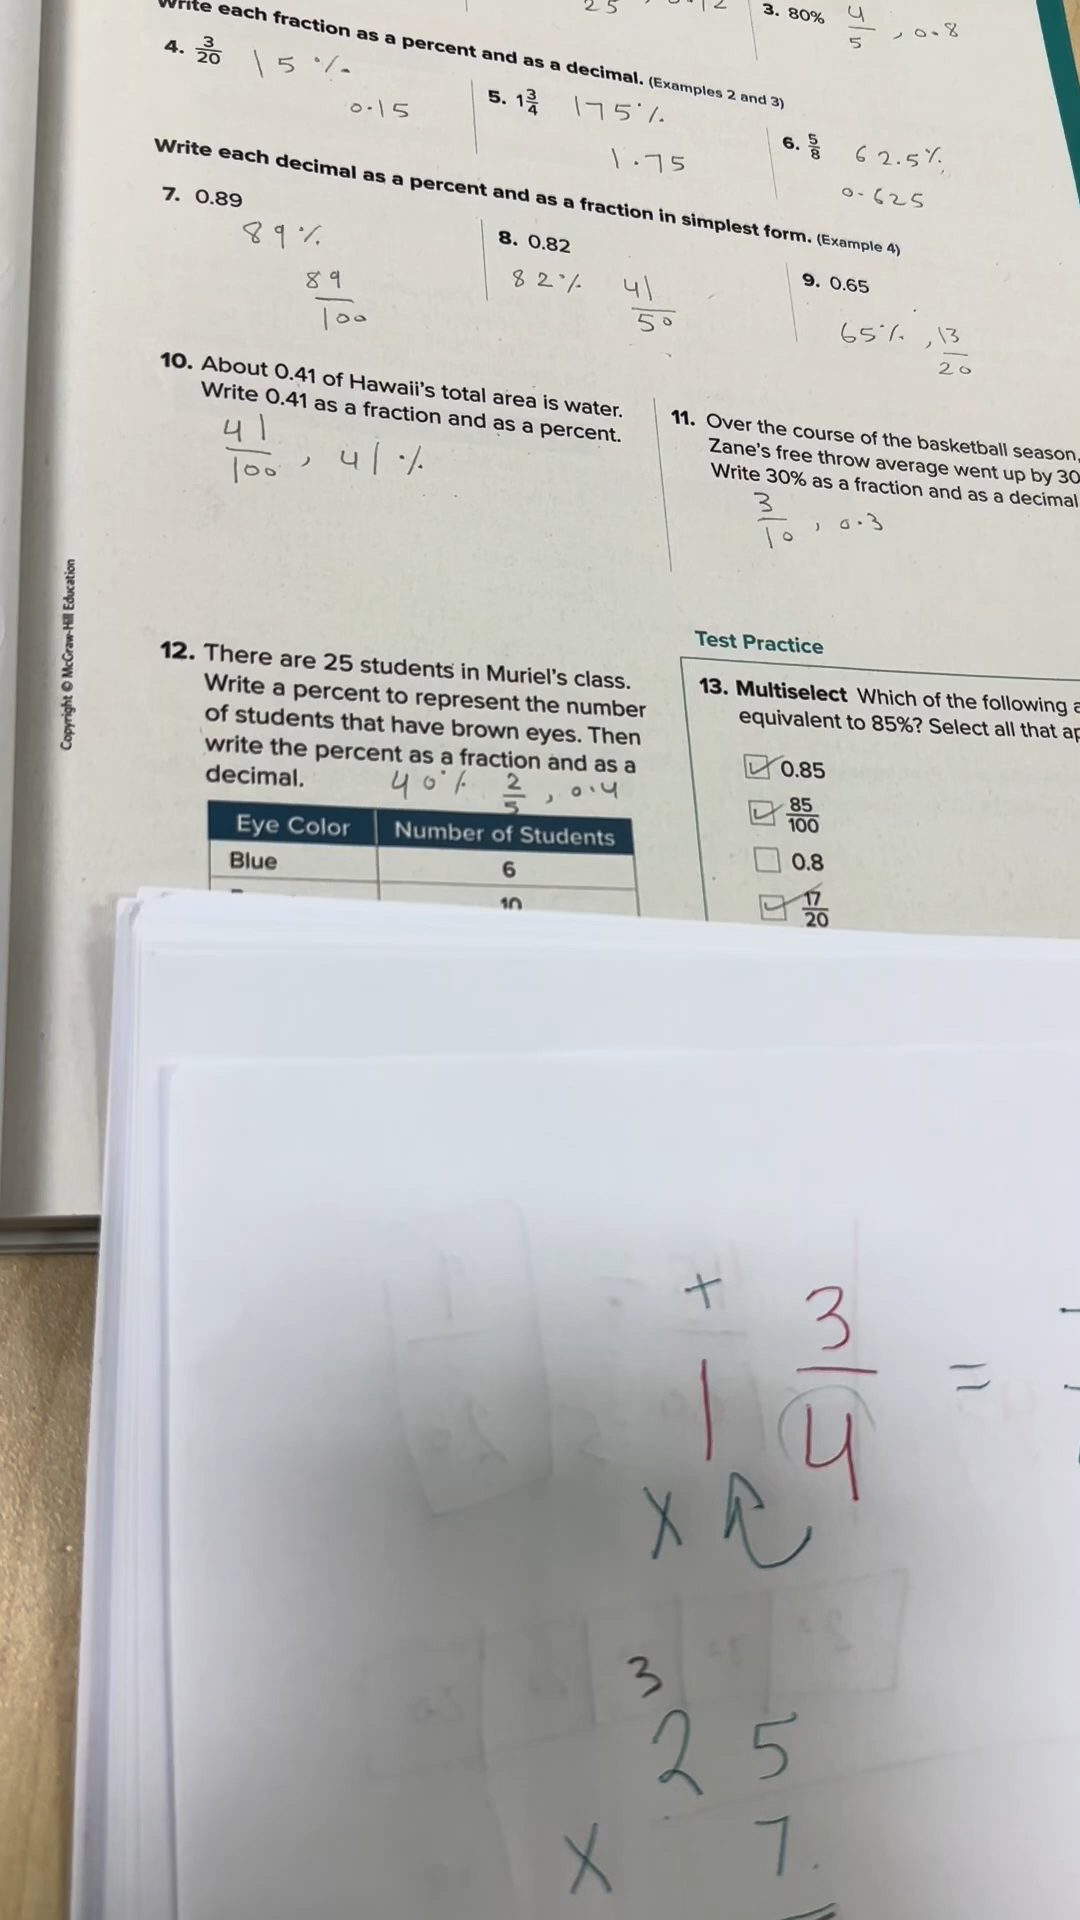 25 , 0.12
3. 80% 4/5 , 0.8
Write each fraction as a percent and as a decimal. (Examples 2 and 3)
4. 3/20 15%
0.15
5. 1 3/4 175%
1.75
6. 5/8 62.5%
0.625
Write each decimal as a percent and as a fraction in simplest form. (Example 4)
7. 0.89
89%
89/100
8. 0.82
82% 41/50
9. 0.65
65% , 13/20
10. About 0.41 of Hawaii's total area is water.
Write 0.41 as a fraction and as a percent.
41/100 , 41%
11. Over the course of the basketball season,
Zane's free throw average went up by 30
Write 30% as a fraction and as a decimal
3/10 , 0.3
Copyright © McGraw-Hill Education
12. There are 25 students in Muriel's class.
Write a percent to represent the number
of students that have brown eyes. Then
write the percent as a fraction and as a
decimal. 40% 2/5 , 0.4
Eye Color Number of Students
Blue 6
10
Test Practice
13. Multiselect Which of the following
equivalent to 85%? Select all that
0.85
85/100
0.8
17/20
+
1 3/4 =
x
3
25
x 7